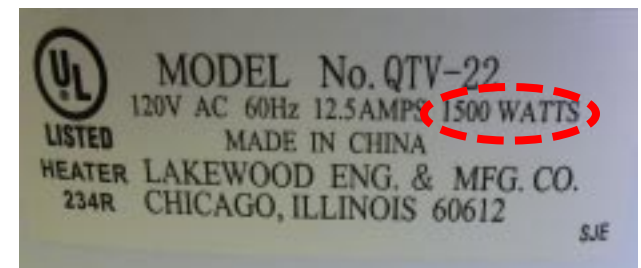 UL
MODEL No. QTV-22
120V AC 60Hz 12.5AMPS 1500 WATTS
LISTED
MADE IN CHINA
HEATER LAKEWOOD ENG. & MFG. CO.
234R CHICAGO, ILLINOIS 60612
SJE